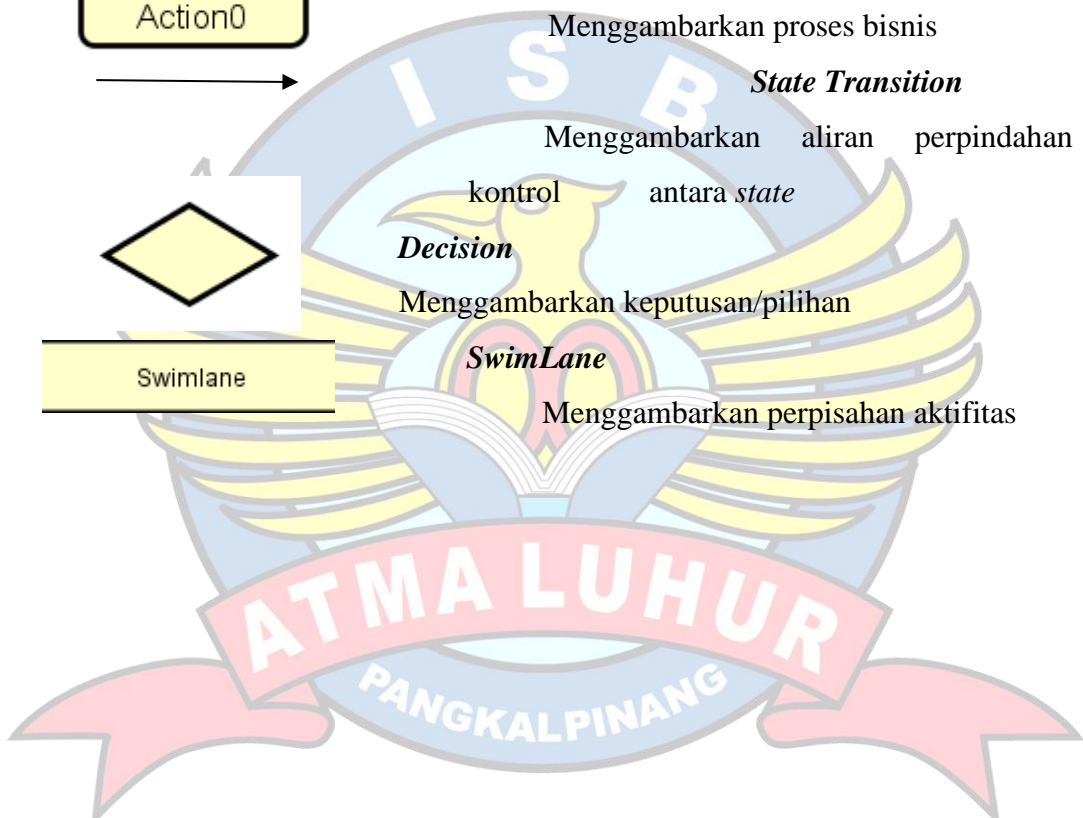 Action0
Menggambarkan proses bisnis
State Transition
Menggambarkan aliran perpindahan
kontrol antara state
Decision
Menggambarkan keputusan/pilihan
Swimlane
SwimLane
Menggambarkan perpisahan aktifitas
I S B
ATMA LUHUR
PANGKALPINANG